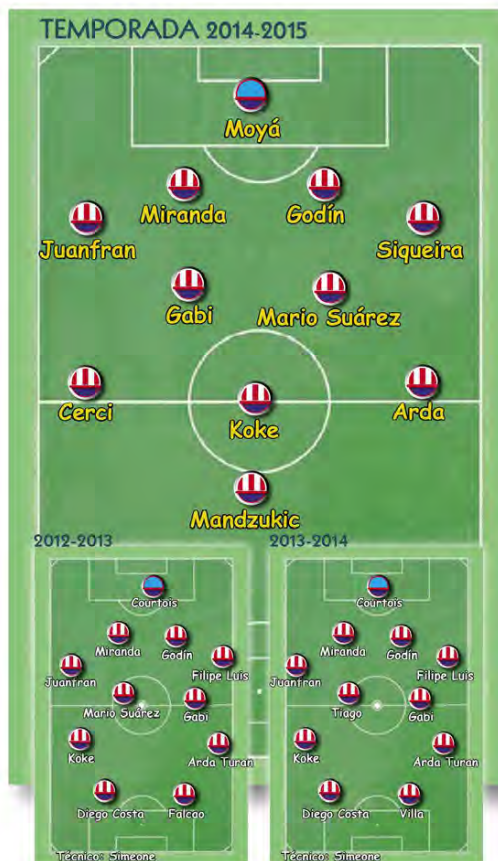 TEMPORADA 2014-2015
Moyá
Miranda
Godín
Juanfran
Siqueira
Gabi
Mario Suárez
Cerci
Koke
Arda
Mandzukic
2012-2013
Courtois
Miranda
Godín
Filipe Luis
Juanfran
Mario Suárez
Gabi
Koke
Arda Turan
Diego Costa
Falcao
Técnico: Simeone
2013-2014
Courtois
Miranda
Godín
Filipe Luis
Juanfran
Tiago
Gabi
Koke
Arda Turan
Diego Costa
Villa
Técnico: Simeone